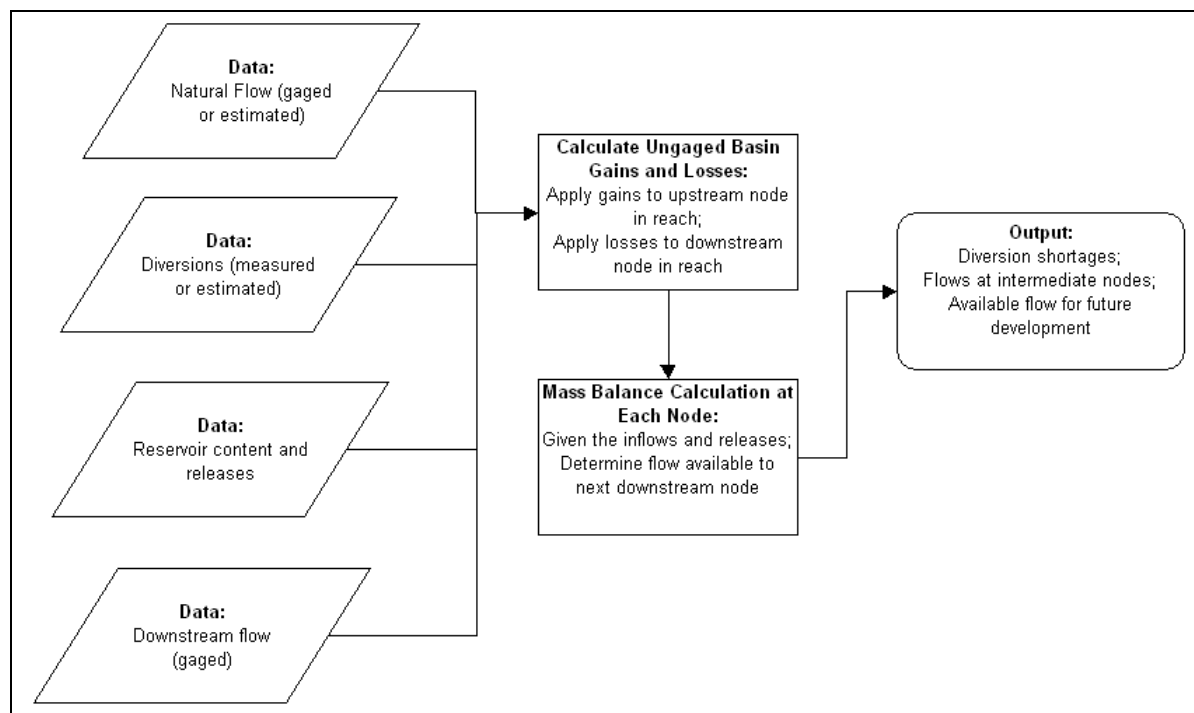 Data:
Natural Flow (gaged
or estimated)
Data:
Diversions (measured
or estimated)
Data:
Reservoir content and
releases
Data:
Downstream flow
(gaged)
Calculate Ungaged Basin
Gains and Losses:
Apply gains to upstream node
in reach;
Apply losses to downstream
node in reach
Mass Balance Calculation at
Each Node:
Given the inflows and releases;
Determine flow available to
next downstream node
Output:
Diversion shortages;
Flows at intermediate nodes;
Available flow for future
development